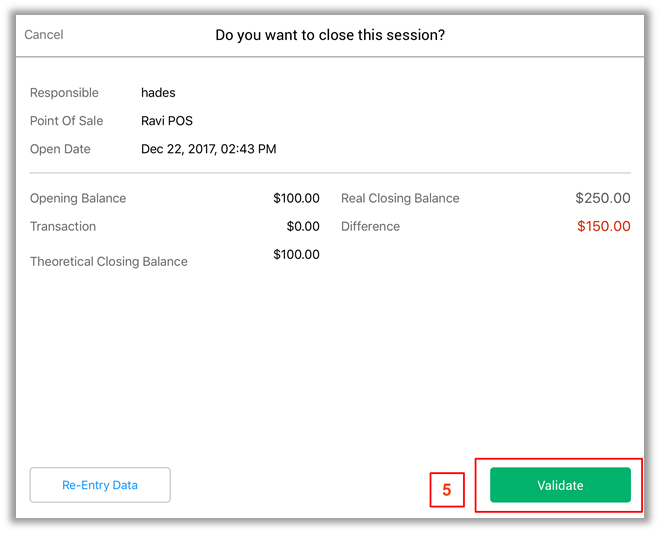 Cancel Do you want to close this session?
Responsible hades
Point Of Sale Ravi POS
Open Date Dec 22, 2017, 02:43 PM
Opening Balance $100.00 Real Closing Balance $250.00
Transaction $0.00 Difference $150.00
Theoretical Closing Balance $100.00
Re-Entry Data 5 Validate